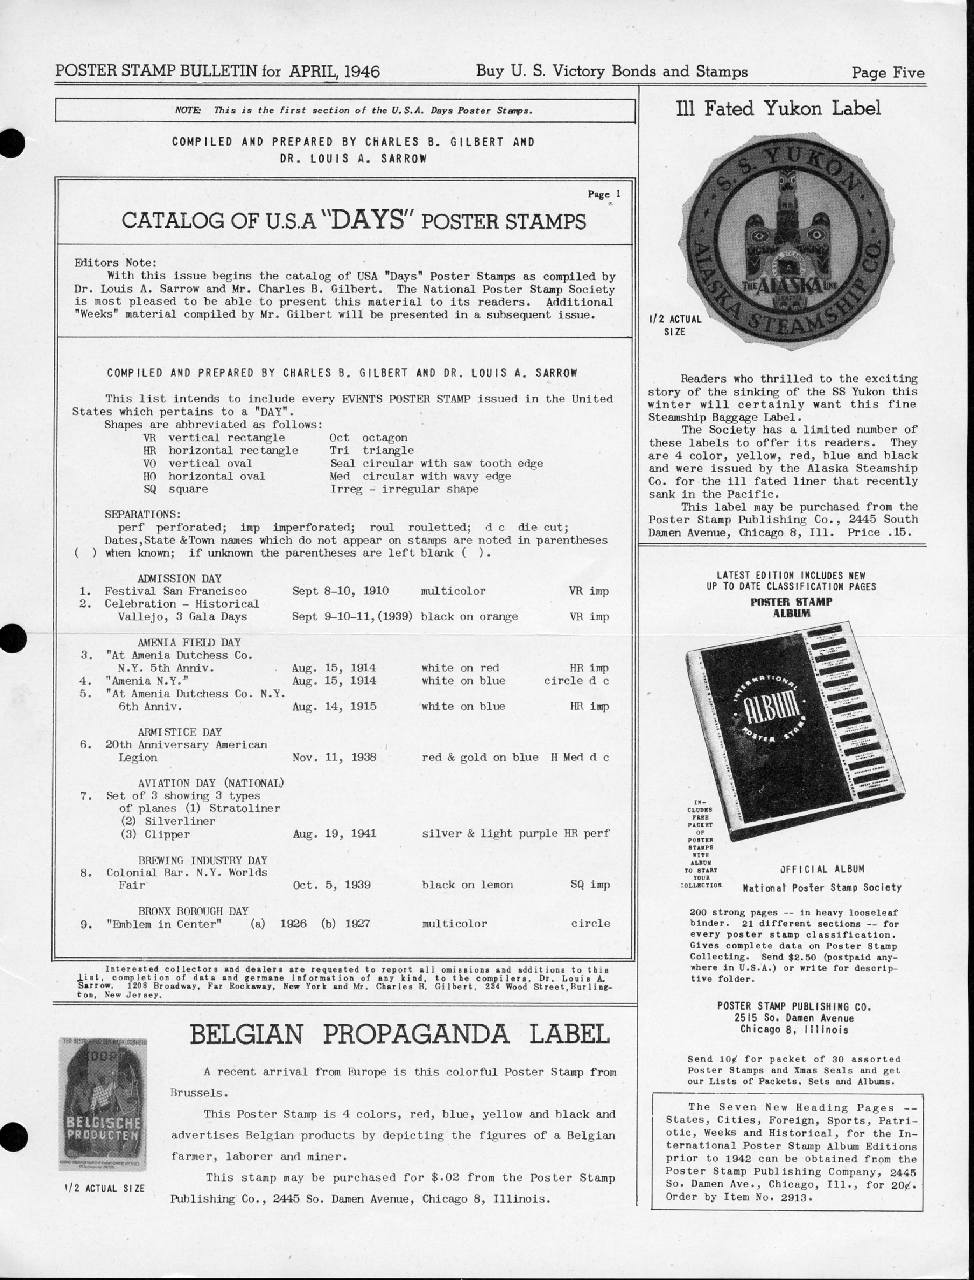 POSTER STAMP BULLETIN for APRIL, 1946
Buy U. S. Victory Bonds and Stamps
Page Five
NOTE: This is the first section of the U.S.A. Days Poster Stamps.
COMPILED AND PREPARED BY CHARLES B. GILBERT AND
DR. LOUIS A. SARROW
Page 1
CATALOG OF U.S.A "DAYS" POSTER STAMPS
Editors Note:
With this issue begins the catalog of USA "Days" Poster Stamps as compiled by
Dr. Louis A. Sarrow and Mr. Charles B. Gilbert. The National Poster Stamp Society
is most pleased to be able to present this material to its readers. Additional
"Weeks" material compiled by Mr. Gilbert will be presented in a subsequent issue.
COMPILED AND PREPARED BY CHARLES B. GILBERT AND DR. LOUIS A. SARROW
This list intends to include every EVENTS POSTER STAMP issued in the United
States which pertains to a "DAY".
Shapes are abbreviated as follows:
VR vertical rectangle Oct octagon
HR horizontal rectangle Tri triangle
VO vertical oval Seal circular with saw tooth edge
HO horizontal oval Med circular with wavy edge
SQ square Irreg - irregular shape
SEPARATIONS:
perf perforated; imp imperforated; roul rouletted; d c die cut;
Dates,State &Town names which do not appear on stamps are noted in parentheses
( ) when known; if unknown the parentheses are left blank ( ).
ADMISSION DAY
1. Festival San Francisco Sept 8-10, 1910 multicolor VR imp
2. Celebration - Historical
Vallejo, 3 Gala Days Sept 9-10-11,(1939) black on orange VR imp
AMENIA FIELD DAY
3. "At Amenia Dutchess Co.
N.Y. 5th Anniv. Aug. 15, 1914 white on red HR imp
4. "Amenia N.Y." Aug. 15, 1914 white on blue circle d c
5. "At Amenia Dutchess Co. N.Y.
6th Anniv. Aug. 14, 1915 white on blue HR imp
ARMISTICE DAY
6. 20th Anniversary American
Legion Nov. 11, 1938 red & gold on blue H Med d c
AVIATION DAY (NATIONAL)
7. Set of 3 showing 3 types
of planes (1) Stratoliner
(2) Silverliner
(3) Clipper Aug. 19, 1941 silver & light purple HR perf
BREWING INDUSTRY DAY
8. Colonial Bar. N.Y. Worlds
Fair Oct. 5, 1939 black on lemon SQ imp
BRONX BOROUGH DAY
9. "Emblem in Center" (a) 1926 (b) 1927 multicolor circle
Interested collectors and dealers are requested to report all omissions and additions to this
list, completion of data and germane information of any kind, to the compilers, Dr. Louis A.
Sarrow, 1208 Broadway, Far Rockaway, New York and Mr. Charles B. Gilbert, 234 Wood Street,Burling-
ton, New Jersey.
BELGIAN PROPAGANDA LABEL
BELGISCHE
PRODUCTEN
1/2 ACTUAL SIZE
A recent arrival from Europe is this colorful Poster Stamp from
Brussels.
This Poster Stamp is 4 colors, red, blue, yellow and black and
advertises Belgian products by depicting the figures of a Belgian
farmer, laborer and miner.
This stamp may be purchased for $.02 from the Poster Stamp
Publishing Co., 2445 So. Damen Avenue, Chicago 8, Illinois.
Ill Fated Yukon Label
S.S. YUKON
THE ALASKA LINE
ALASKA STEAMSHIP CO.
1/2 ACTUAL
SIZE
Readers who thrilled to the exciting
story of the sinking of the SS Yukon this
winter will certainly want this fine
Steamship Baggage Label.
The Society has a limited number of
these labels to offer its readers. They
are 4 color, yellow, red, blue and black
and were issued by the Alaska Steamship
Co. for the ill fated liner that recently
sank in the Pacific.
This label may be purchased from the
Poster Stamp Publishing Co., 2445 South
Damen Avenue, Chicago 8, Ill. Price .15.
LATEST EDITION INCLUDES NEW
UP TO DATE CLASSIFICATION PAGES
POSTER STAMP
ALBUM
INTERNATIONAL
ALBUM
POSTER STAMP
IN-
CLUDES
FREE
PACKET
OF
POSTER
STAMPS
WITH
ALBUM
TO START
YOUR
COLLECTION
OFFICIAL ALBUM
National Poster Stamp Society
200 strong pages -- in heavy looseleaf
binder. 21 different sections -- for
every poster stamp classification.
Gives complete data on Poster Stamp
Collecting. Send $2.50 (postpaid any-
where in U.S.A.) or write for descrip-
tive folder.
POSTER STAMP PUBLISHING CO.
2515 So. Damen Avenue
Chicago 8, Illinois
Send 10¢ for packet of 30 assorted
Poster Stamps and Xmas Seals and get
our Lists of Packets, Sets and Albums.
The Seven New Heading Pages --
States, Cities, Foreign, Sports, Patri-
otic, Weeks and Historical, for the In-
ternational Poster Stamp Album Editions
prior to 1942 can be obtained from the
Poster Stamp Publishing Company, 2445
So. Damen Ave., Chicago, Ill., for 20¢.
Order by Item No. 2913.